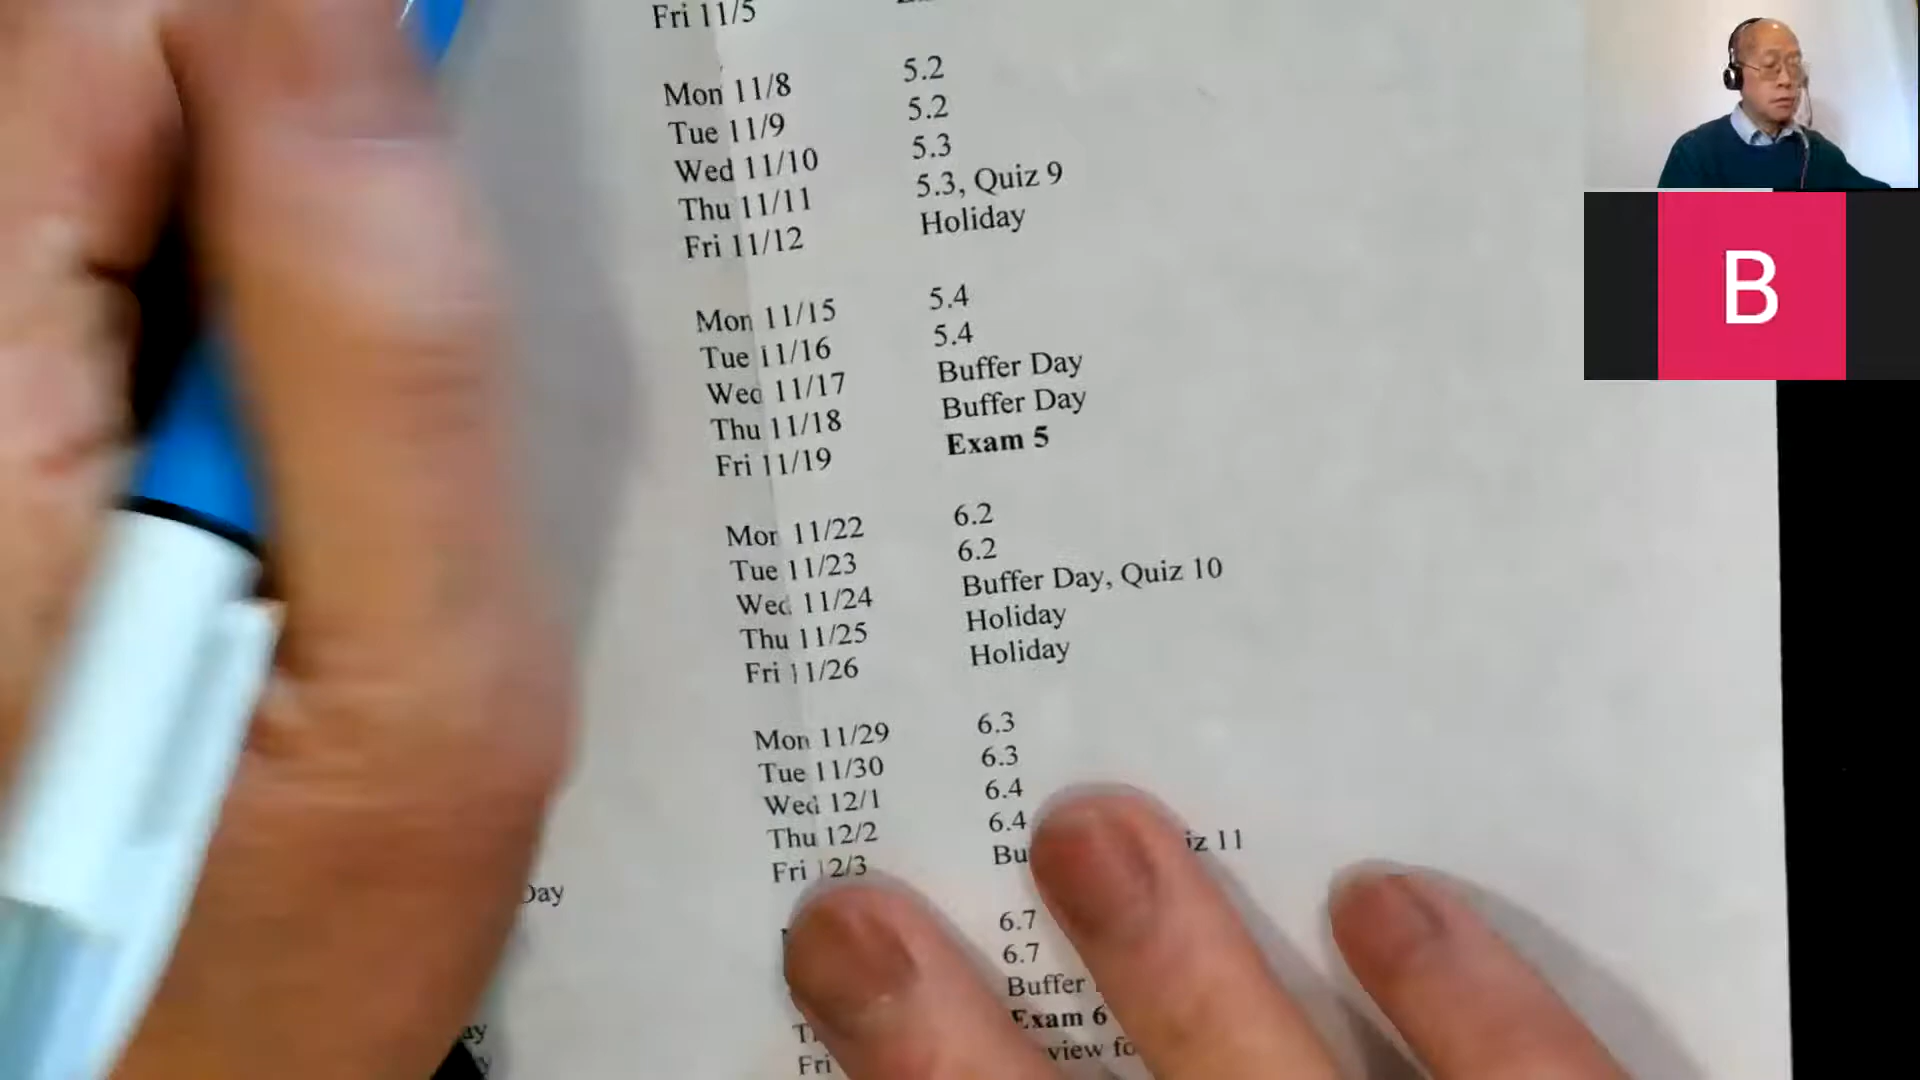 Fri 11/5
Mon 11/8 5.2
Tue 11/9 5.2
Wed 11/10 5.3
Thu 11/11 5.3, Quiz 9
Fri 11/12 Holiday
Mon 11/15 5.4
Tue 11/16 5.4
Wed 11/17 Buffer Day
Thu 11/18 Buffer Day
Fri 11/19 Exam 5
Mon 11/22 6.2
Tue 11/23 6.2
Wed 11/24 Buffer Day, Quiz 10
Thu 11/25 Holiday
Fri 11/26 Holiday
Mon 11/29 6.3
Tue 11/30 6.3
Wed 12/1 6.4
Thu 12/2 6.4
Fri 12/3 11
Day
6.7
6.7
Buffer
Exam 6
Fri
B